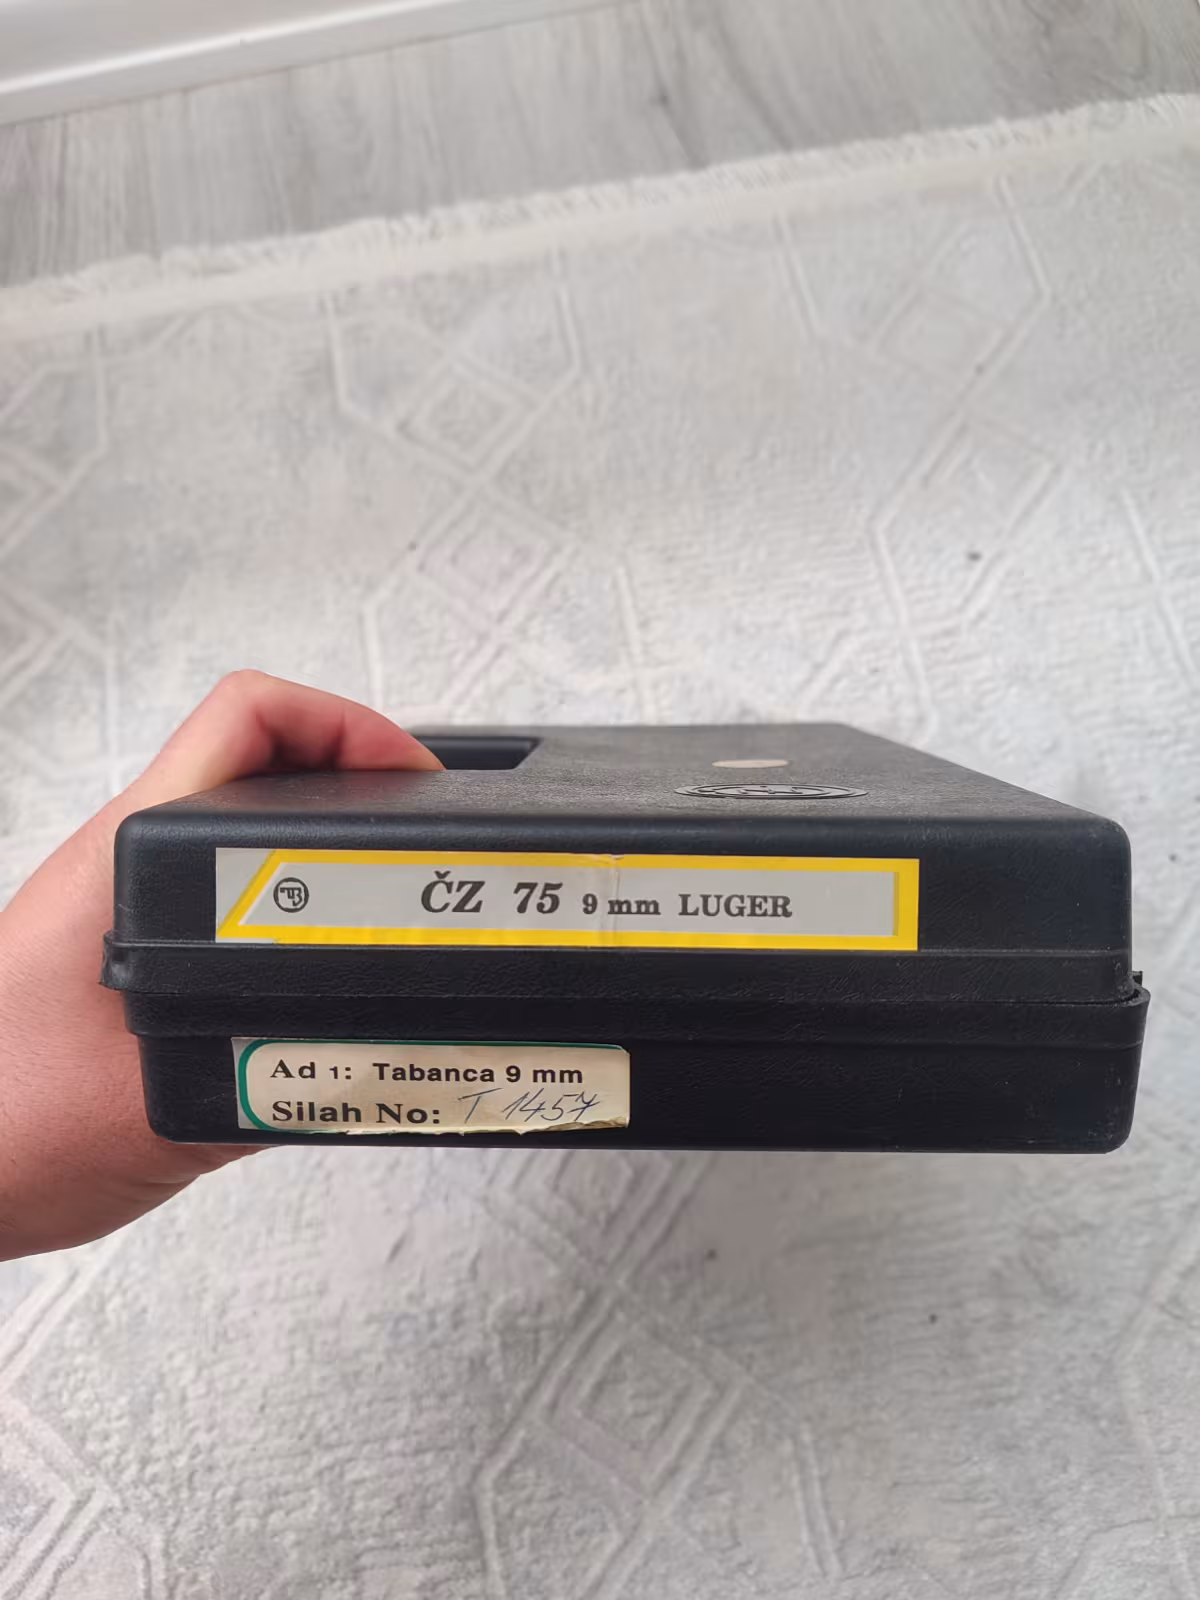 ČZ 75 9 mm LUGER
Ad 1: Tabanca 9 mm
Silah No: T 1457